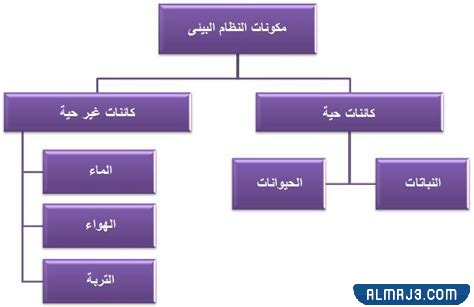 مكونات النظام البيئى
كائنات حية
كائنات غير حية
النباتات
الحيوانات
الماء
الهواء
التربة
ALMRJ3.COM